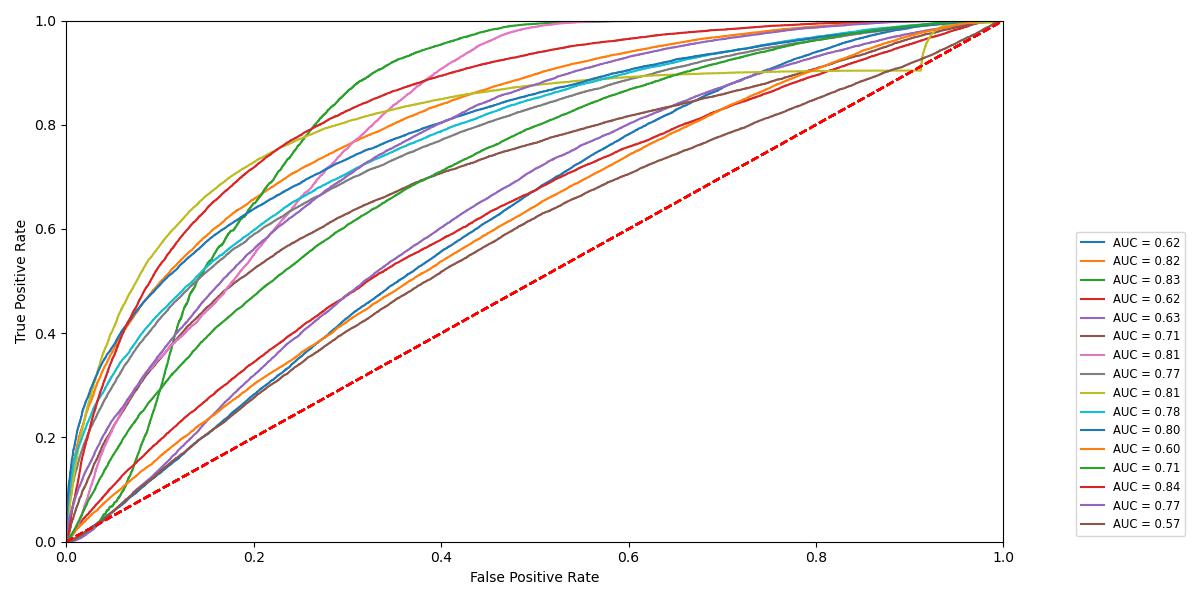 1.0
0.8
0.6
0.4
0.2
0.0
True Positive Rate
0.0 0.2 0.4 0.6 0.8 1.0
False Positive Rate
AUC = 0.62
AUC = 0.82
AUC = 0.83
AUC = 0.62
AUC = 0.63
AUC = 0.71
AUC = 0.81
AUC = 0.77
AUC = 0.81
AUC = 0.78
AUC = 0.80
AUC = 0.60
AUC = 0.71
AUC = 0.84
AUC = 0.77
AUC = 0.57